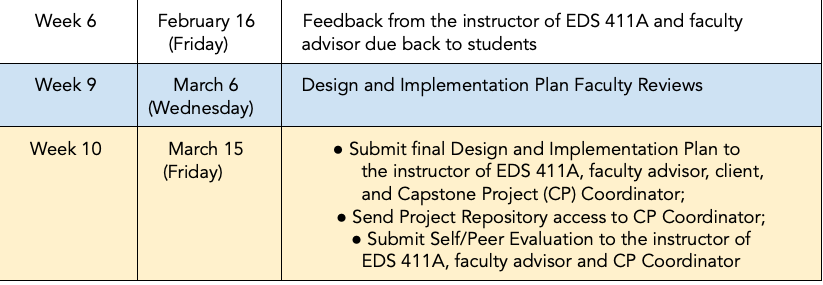 Week 6
February 16
(Friday)
Feedback from the instructor of EDS 411A and faculty
advisor due back to students
Week 9
March 6
(Wednesday)
Design and Implementation Plan Faculty Reviews
Week 10
March 15
(Friday)
● Submit final Design and Implementation Plan to
the instructor of EDS 411A, faculty advisor, client,
and Capstone Project (CP) Coordinator;
● Send Project Repository access to CP Coordinator;
● Submit Self/Peer Evaluation to the instructor of
EDS 411A, faculty advisor and CP Coordinator